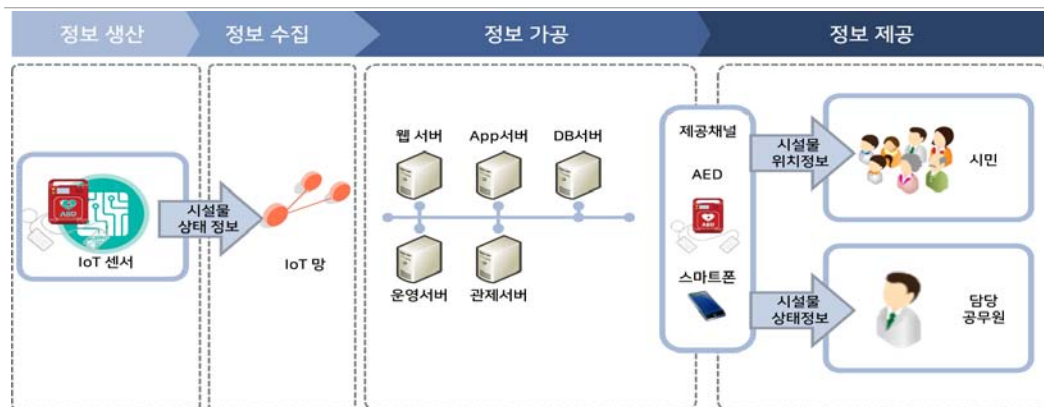 정보 생산
정보 수집
정보 가공
정보 제공
AED
IoT 센서
시설물
상태 정보
IoT 망
웹 서버
App서버
DB서버
운영서버
관제서버
제공채널
AED
스마트폰
시설물
위치정보
시민
시설물
상태정보
담당
공무원